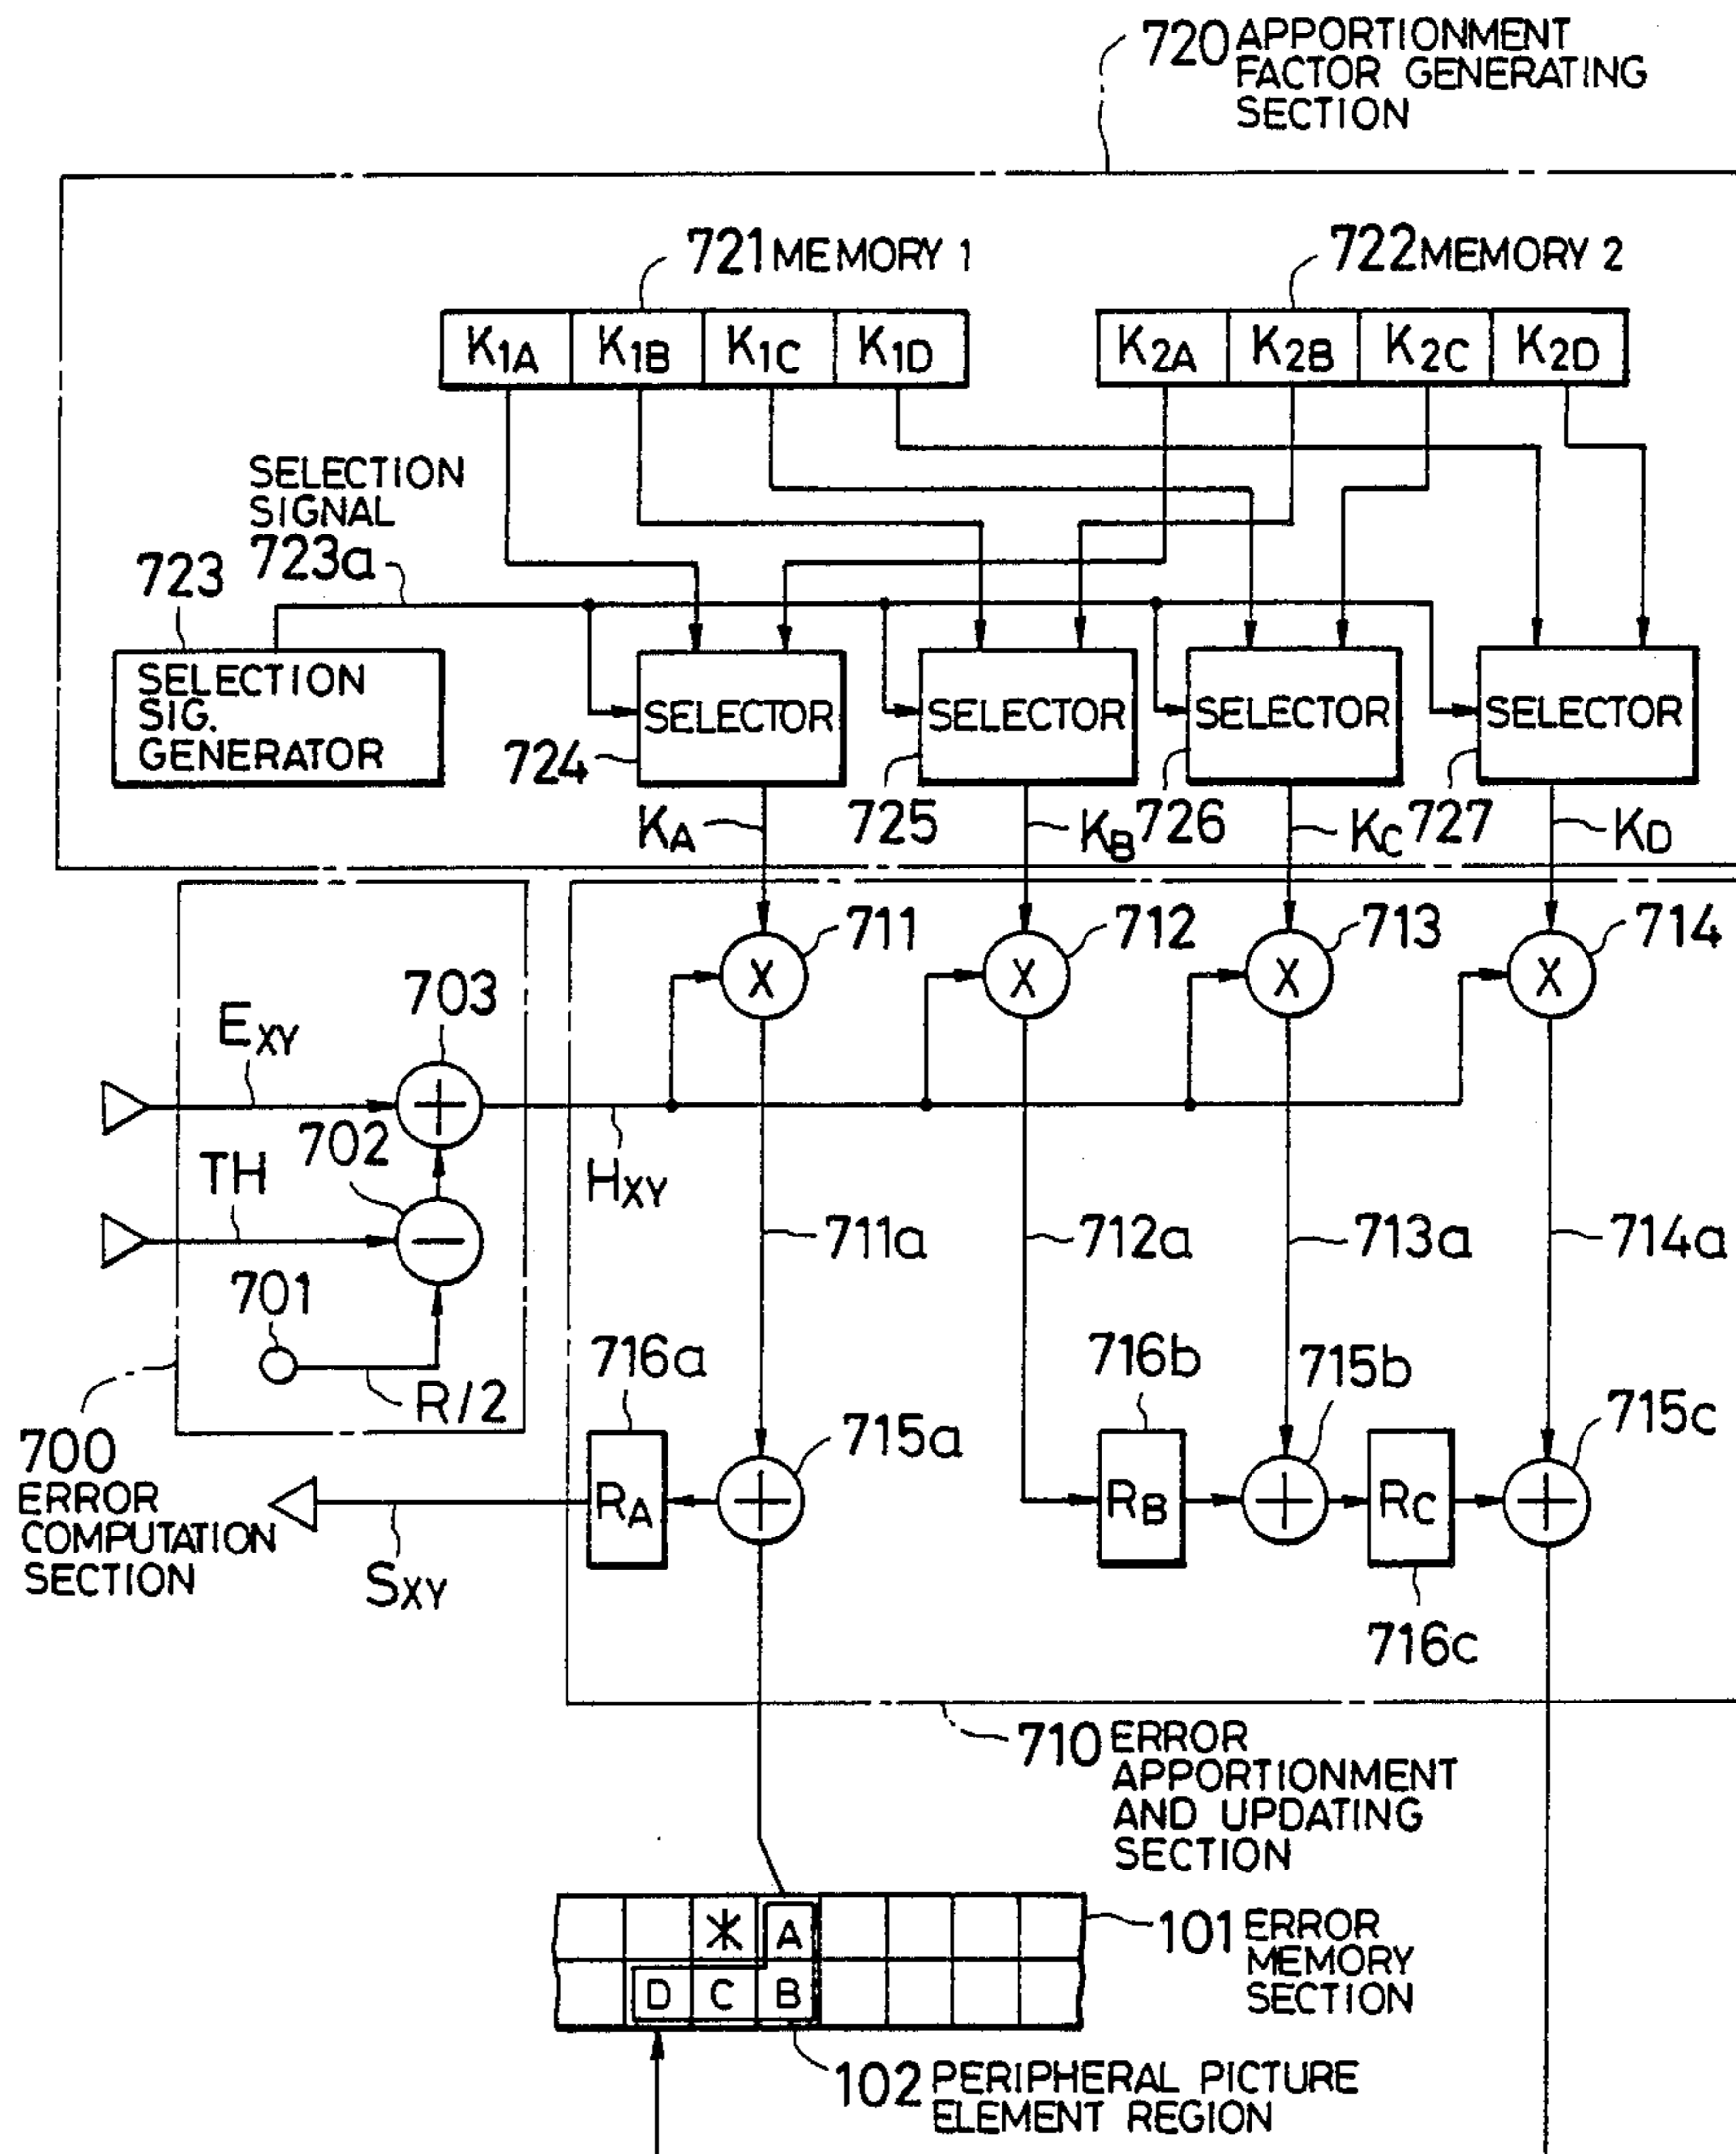 720 APPORTIONMENT
FACTOR GENERATING
SECTION
721 MEMORY 1
722 MEMORY 2
K1A K1B K1C K1D
K2A K2B K2C K2D
SELECTION
SIGNAL
723a
723
SELECTION
SIG.
GENERATOR
SELECTOR
SELECTOR
SELECTOR
SELECTOR
724
725
726
727
KA
KB
KC
KD
711
712
713
714
X
X
X
X
703
EXY
+
702
TH
−
HXY
701
R/2
711a
712a
713a
714a
716a
716b
715a
715b
715c
700
ERROR
COMPUTATION
SECTION
RA
+
RB
+
RC
+
SXY
716c
710 ERROR
APPORTIONMENT
AND UPDATING
SECTION
* A
D C B
101 ERROR
MEMORY
SECTION
102 PERIPHERAL PICTURE
ELEMENT REGION